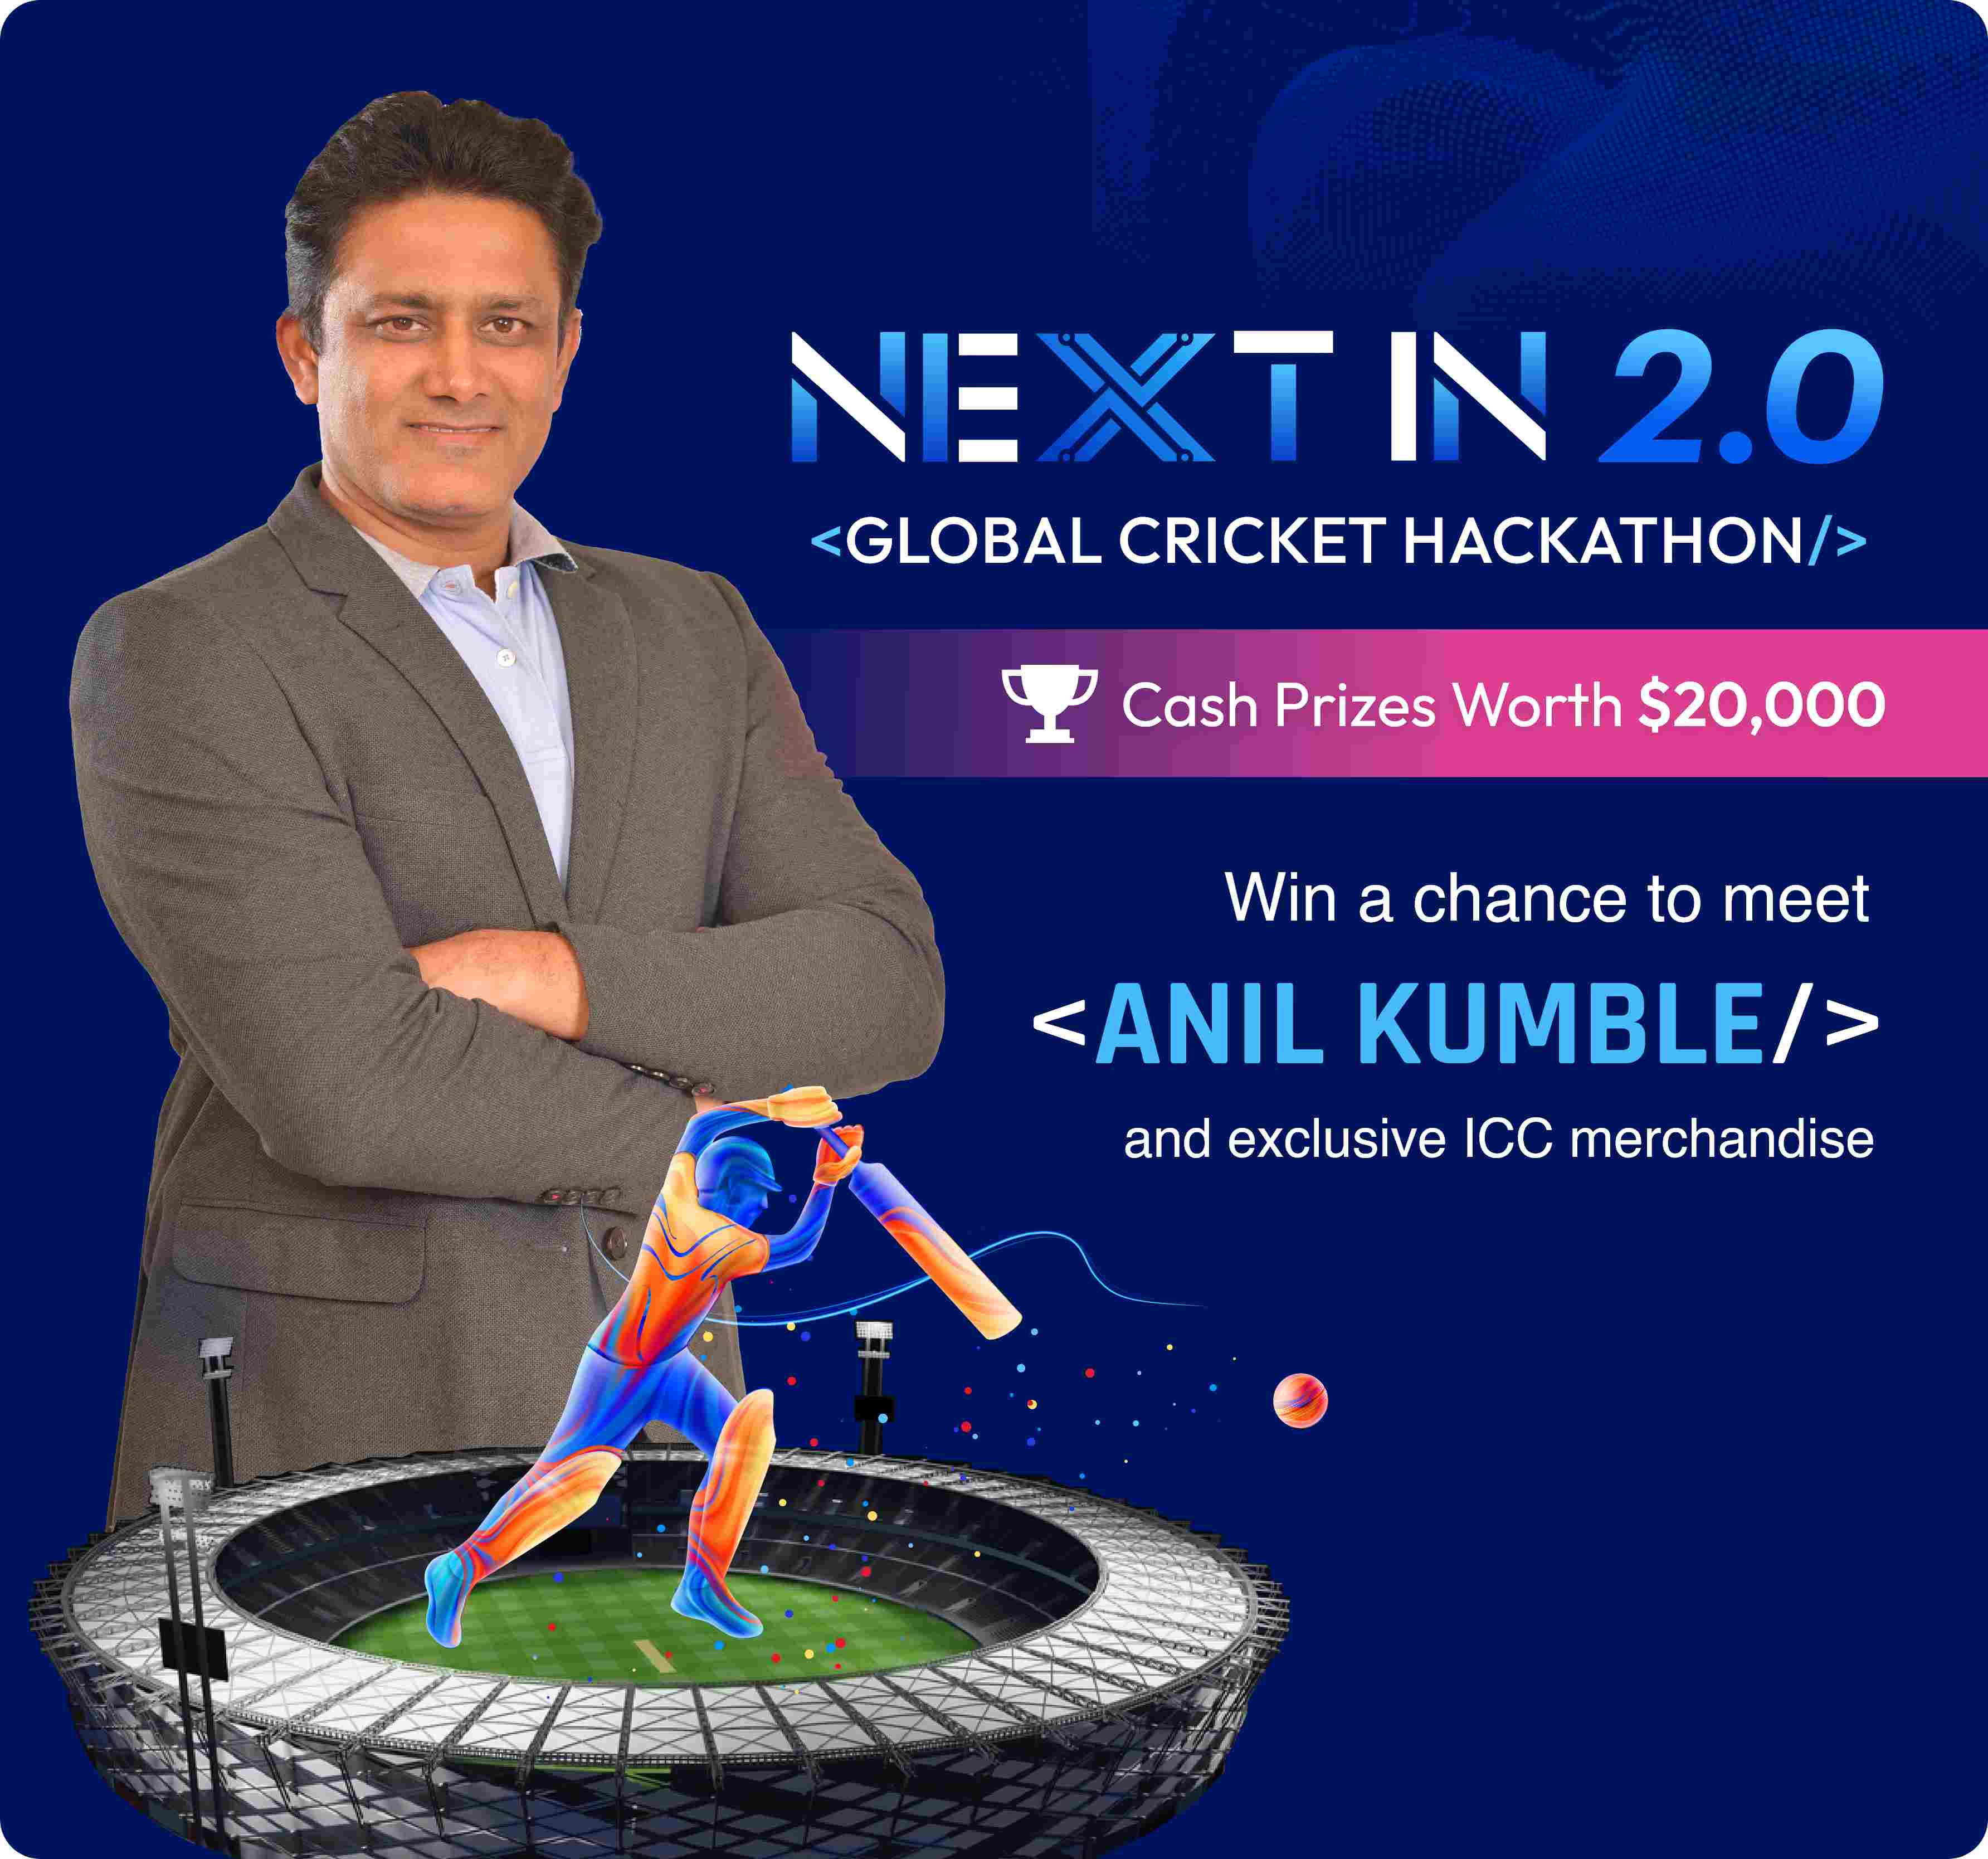 NEXT IN 2.0
<GLOBAL CRICKET HACKATHON/>
Cash Prizes Worth $20,000
Win a chance to meet
<ANIL KUMBLE/>
and exclusive ICC merchandise